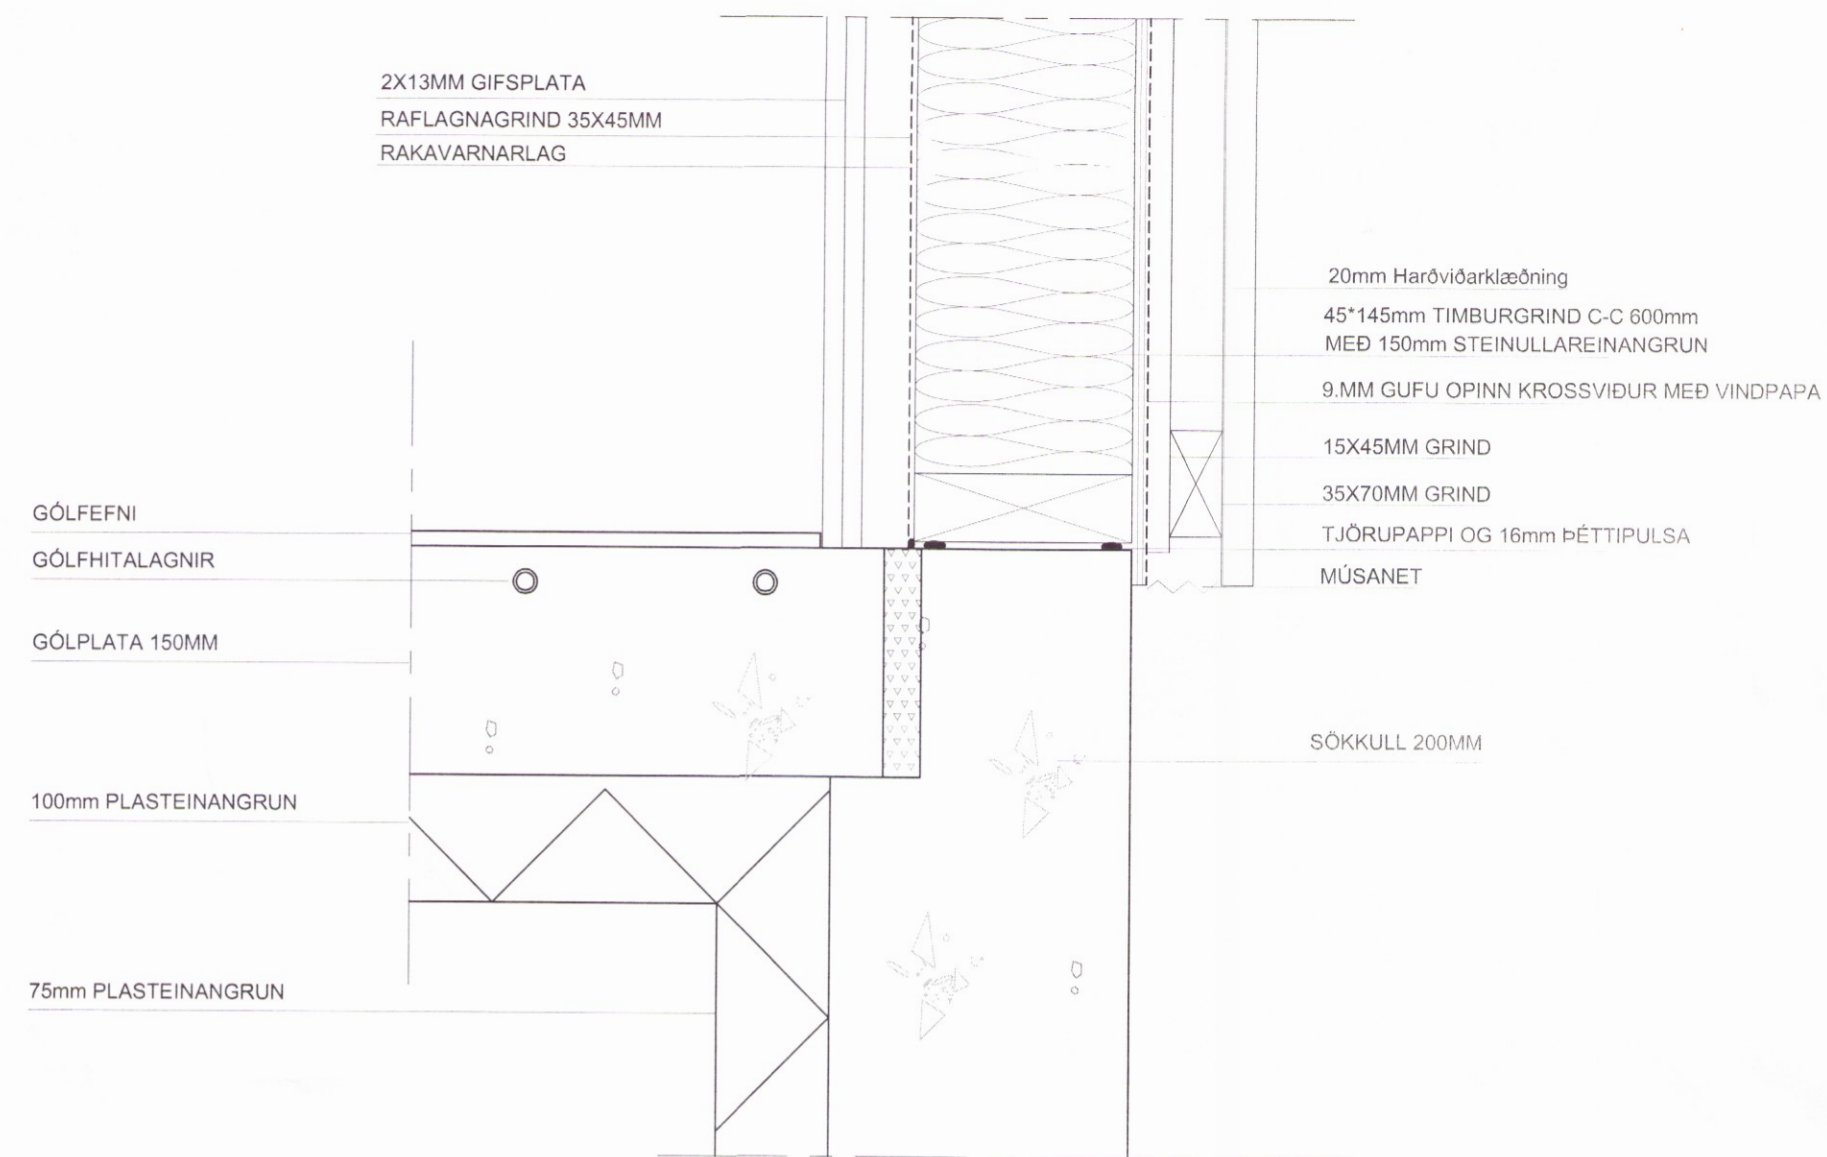 2X13MM GIFSPLATA
RAFLAGNAGRIND 35X45MM
RAKAVARNARLAG
20mm Harðviðarklæðning
45*145mm TIMBURGRIND C-C 600mm
MEÐ 150mm STEINULLAREINANGRUN
9.MM GUFU OPINN KROSSVIÐUR MEÐ VINDPAPA
15X45MM GRIND
35X70MM GRIND
TJÖRUPAPPI OG 16mm ÞÉTTIPULSA
MÚSANET
GÓLFEFNI
GÓLFHITALAGNIR
GÓLPLATA 150MM
SÖKKULL 200MM
100mm PLASTEINANGRUN
75mm PLASTEINANGRUN